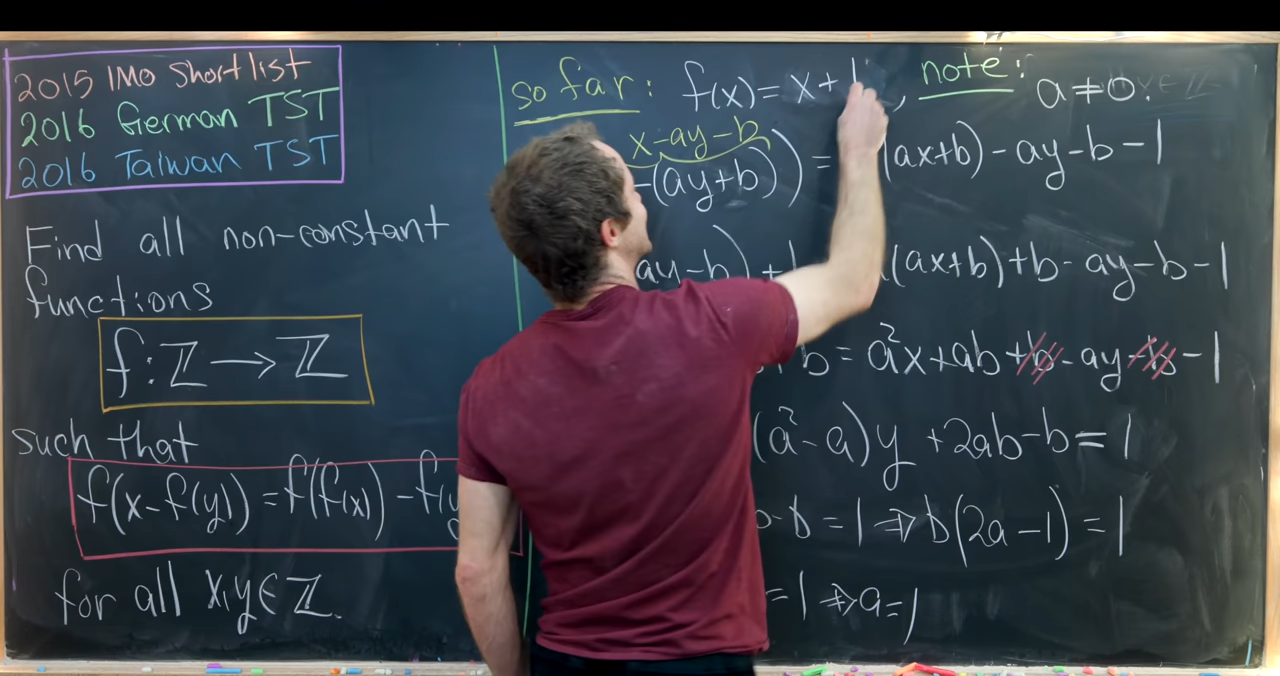 2015 IMO Shortlist
2016 German TST
2016 Taiwan TST
Find all non-constant
functions
f: ℤ → ℤ
such that
f(x-f(y)) = f(f(x)) - f(y
for all x,y ∈ ℤ.
so far: f(x) = x + 1, note: a ≠ 0.
x-ay-b
-(ay+b)) = (ax+b) - ay - b - 1
ay-b) + b (ax+b) + b - ay - b - 1
+ b = a²x + ab + b - ay - b - 1
(a² - a)y + 2ab - b = 1
- b = 1 ⇒ b(2a - 1) = 1
= 1 ⇒ a = 1